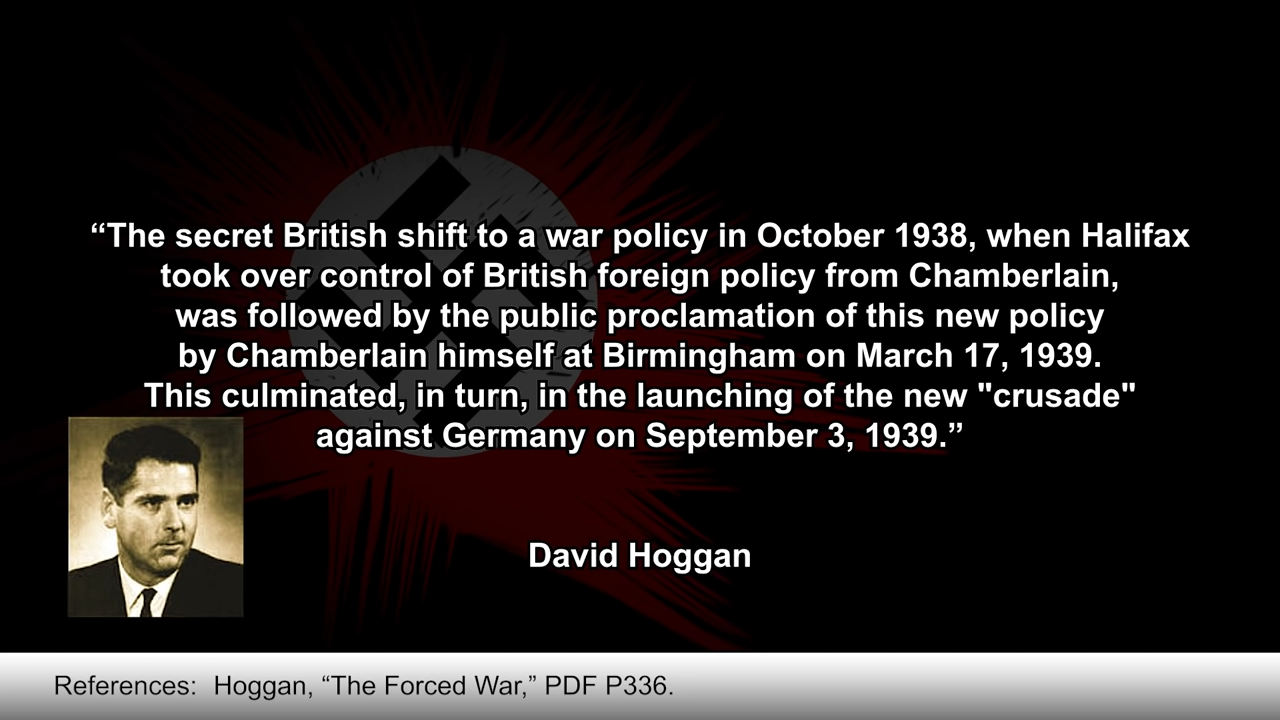 “The secret British shift to a war policy in October 1938, when Halifax
took over control of British foreign policy from Chamberlain,
was followed by the public proclamation of this new policy
by Chamberlain himself at Birmingham on March 17, 1939.
This culminated, in turn, in the launching of the new "crusade"
against Germany on September 3, 1939.”
David Hoggan
References:  Hoggan, “The Forced War,” PDF P336.